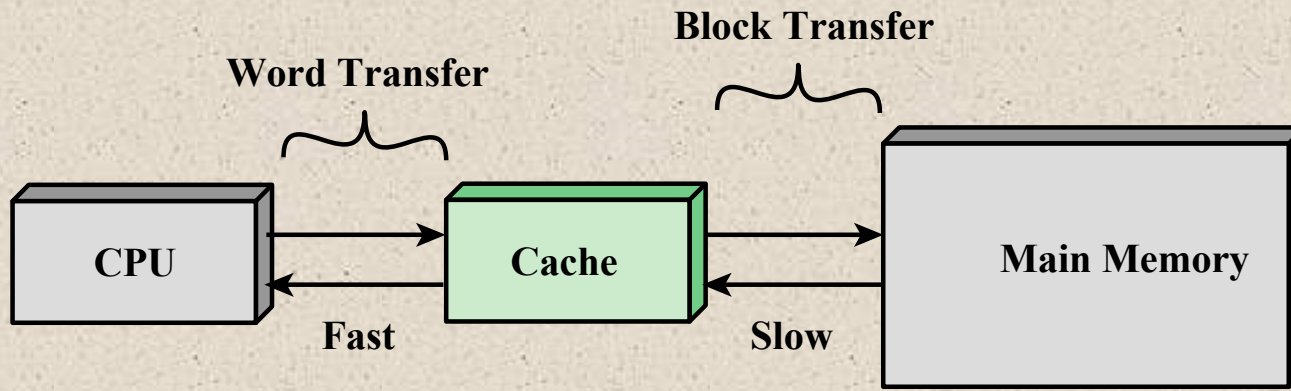 Block Transfer
Word Transfer
CPU
Cache
Main Memory
Fast
Slow